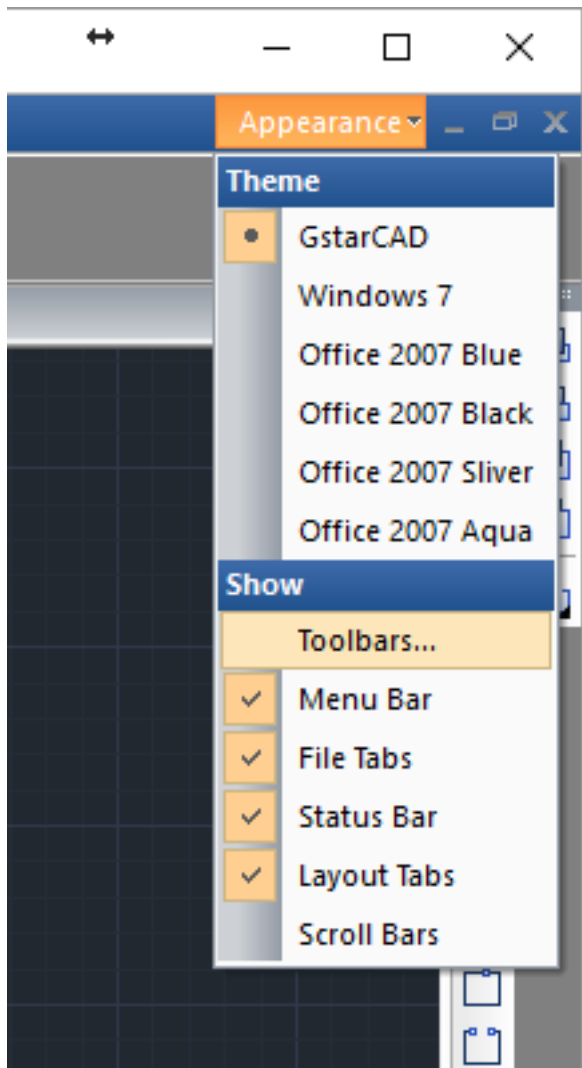 Appearance
Theme
GstarCAD
Windows 7
Office 2007 Blue
Office 2007 Black
Office 2007 Sliver
Office 2007 Aqua
Show
Toolbars...
Menu Bar
File Tabs
Status Bar
Layout Tabs
Scroll Bars